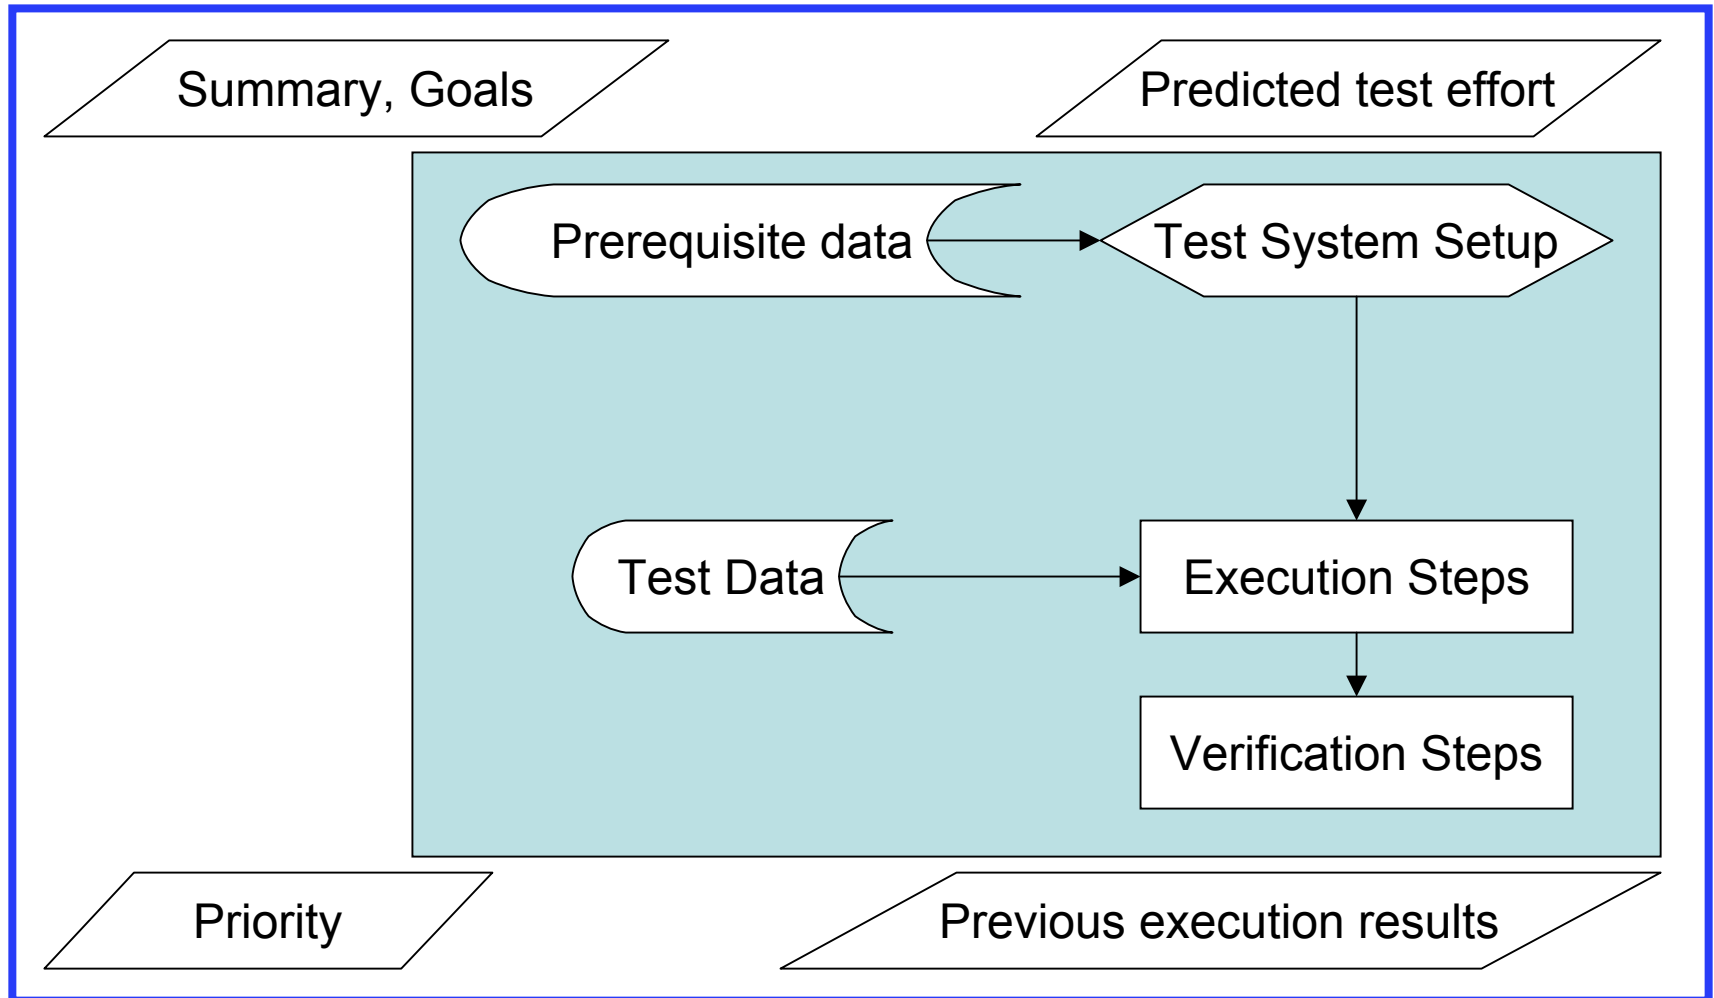 Summary, Goals
Predicted test effort
Prerequisite data
Test System Setup
Test Data
Execution Steps
Verification Steps
Priority
Previous execution results